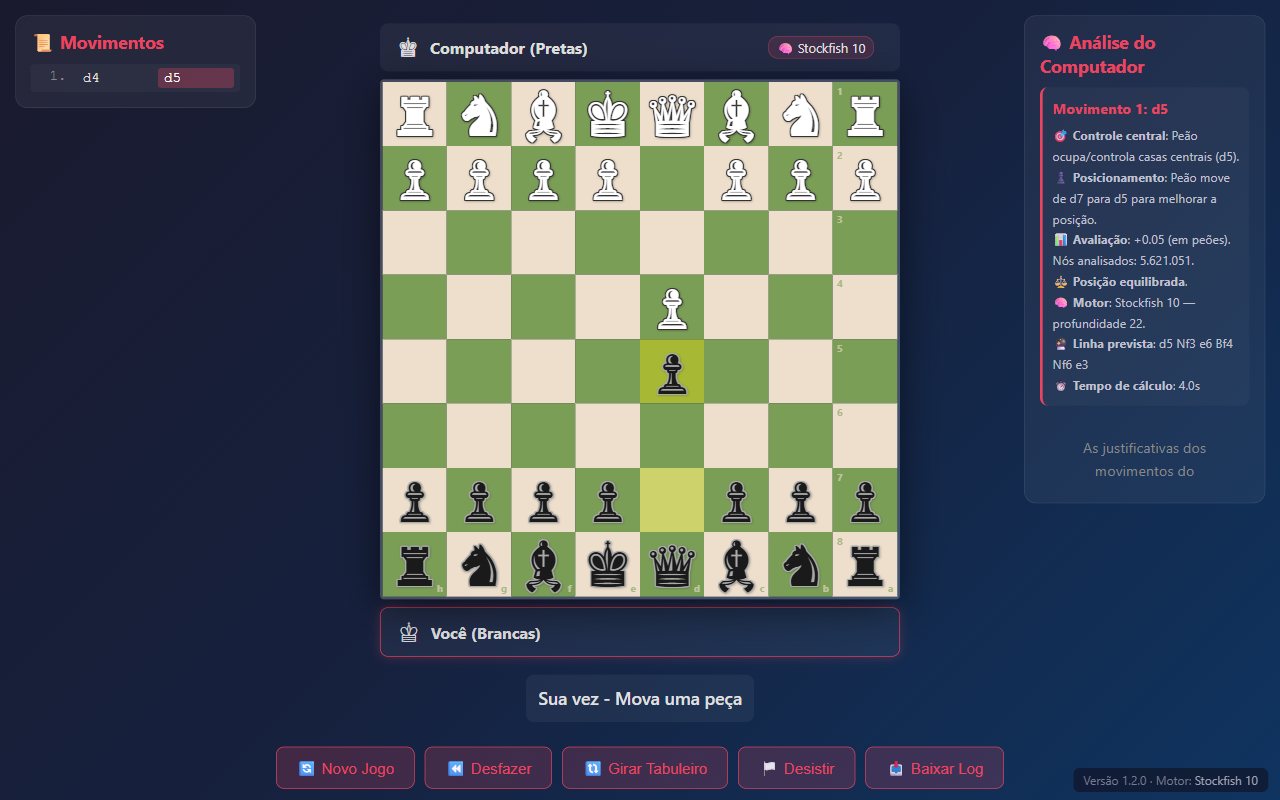 Movimentos
1. d4 d5
Computador (Pretas)
Stockfish 10
1
2
3
4
5
6
7
8
h g f e d c b a
Você (Brancas)
Sua vez - Mova uma peça
Novo Jogo
Desfazer
Girar Tabuleiro
Desistir
Baixar Log
Análise do
Computador
Movimento 1: d5
Controle central: Peão
ocupa/controla casas centrais (d5).
Posicionamento: Peão move
de d7 para d5 para melhorar a
posição.
Avaliação: +0.05 (em peões).
Nós analisados: 5.621.051.
Posição equilibrada.
Motor: Stockfish 10 —
profundidade 22.
Linha prevista: d5 Nf3 e6 Bf4
Nf6 e3
Tempo de cálculo: 4.0s
As justificativas dos
movimentos do
Versão 1.2.0 · Motor: Stockfish 10